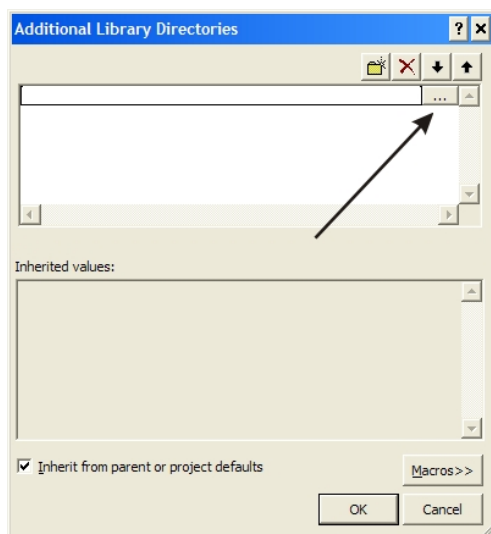 Additional Library Directories
...
Inherited values:
Inherit from parent or project defaults
Macros>>
OK Cancel